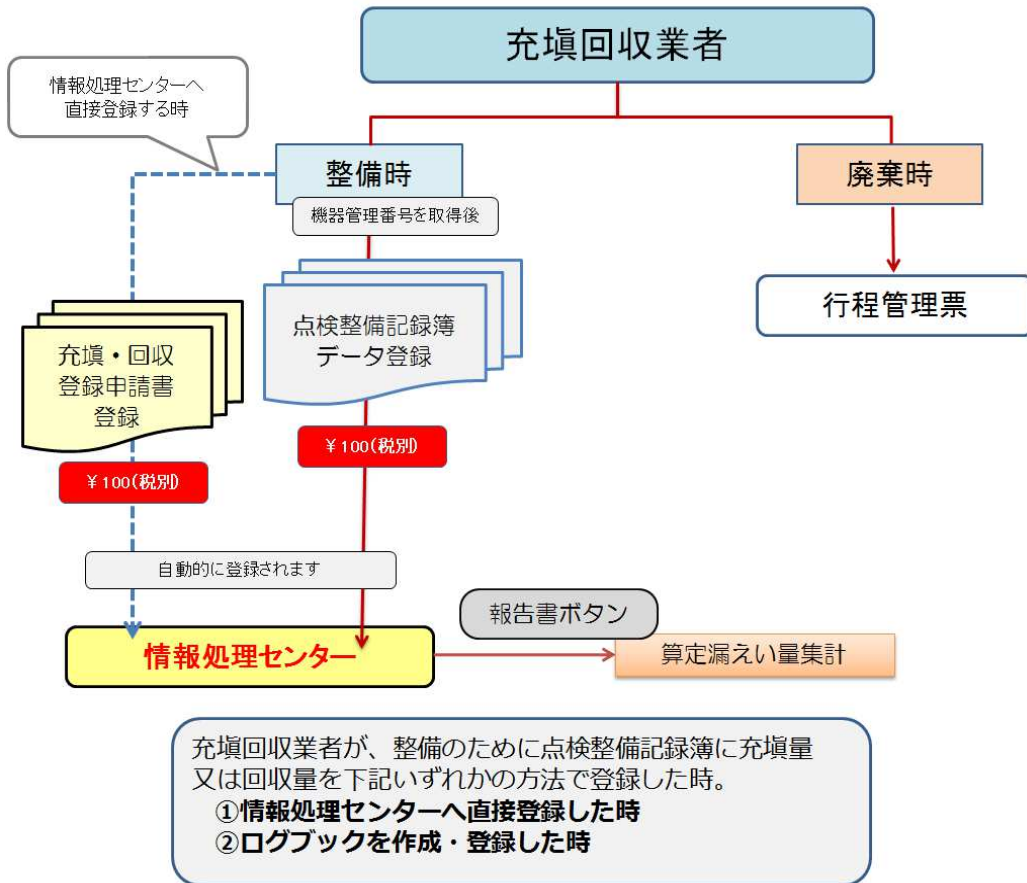 充塡回収業者
情報処理センターへ
直接登録する時
整備時
廃棄時
機器管理番号を取得後
行程管理票
点検整備記録簿
データ登録
充塡・回収
登録申請書
登録
￥100(税別)
￥100(税別)
自動的に登録されます
報告書ボタン
情報処理センター
算定漏えい量集計
充塡回収業者が、整備のために点検整備記録簿に充塡量
又は回収量を下記いずれかの方法で登録した時。
①情報処理センターへ直接登録した時
②ログブックを作成・登録した時